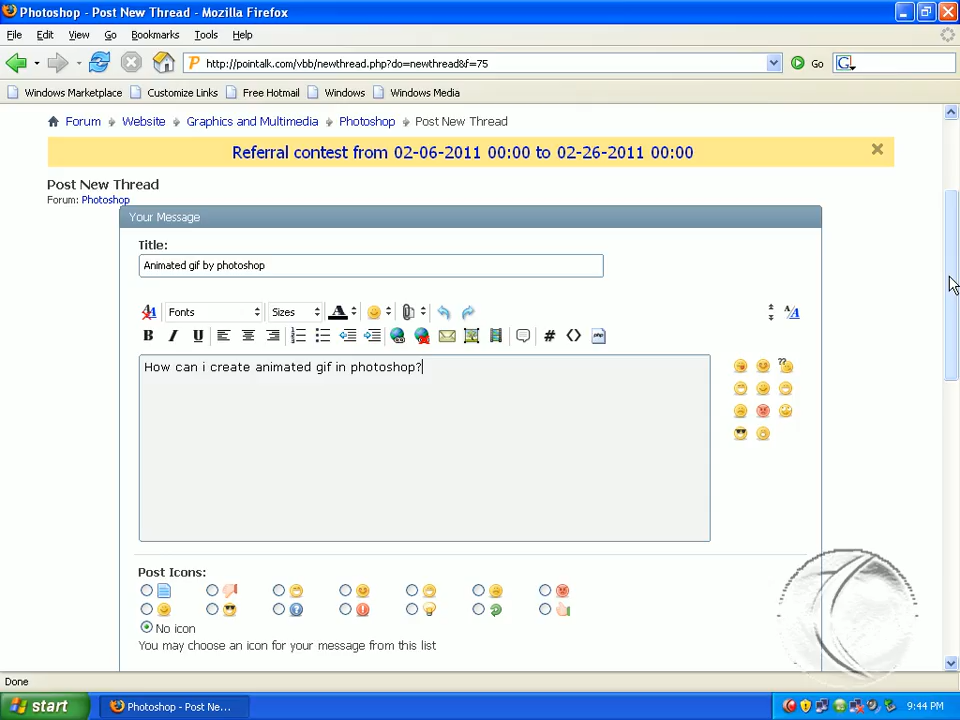 Photoshop - Post New Thread - Mozilla Firefox
File Edit View Go Bookmarks Tools Help
http://pointalk.com/vbb/newthread.php?do=newthread&f=75 Go
Windows Marketplace Customize Links Free Hotmail Windows Windows Media
Forum Website Graphics and Multimedia Photoshop Post New Thread
Referral contest from 02-06-2011 00:00 to 02-26-2011 00:00
Post New Thread
Forum: Photoshop
Your Message
Title:
Animated gif by photoshop
Fonts Sizes A
B I U # <>
How can i create animated gif in photoshop?
Post Icons:
No icon
You may choose an icon for your message from this list
Done
start Photoshop - Post Ne... 9:44 PM